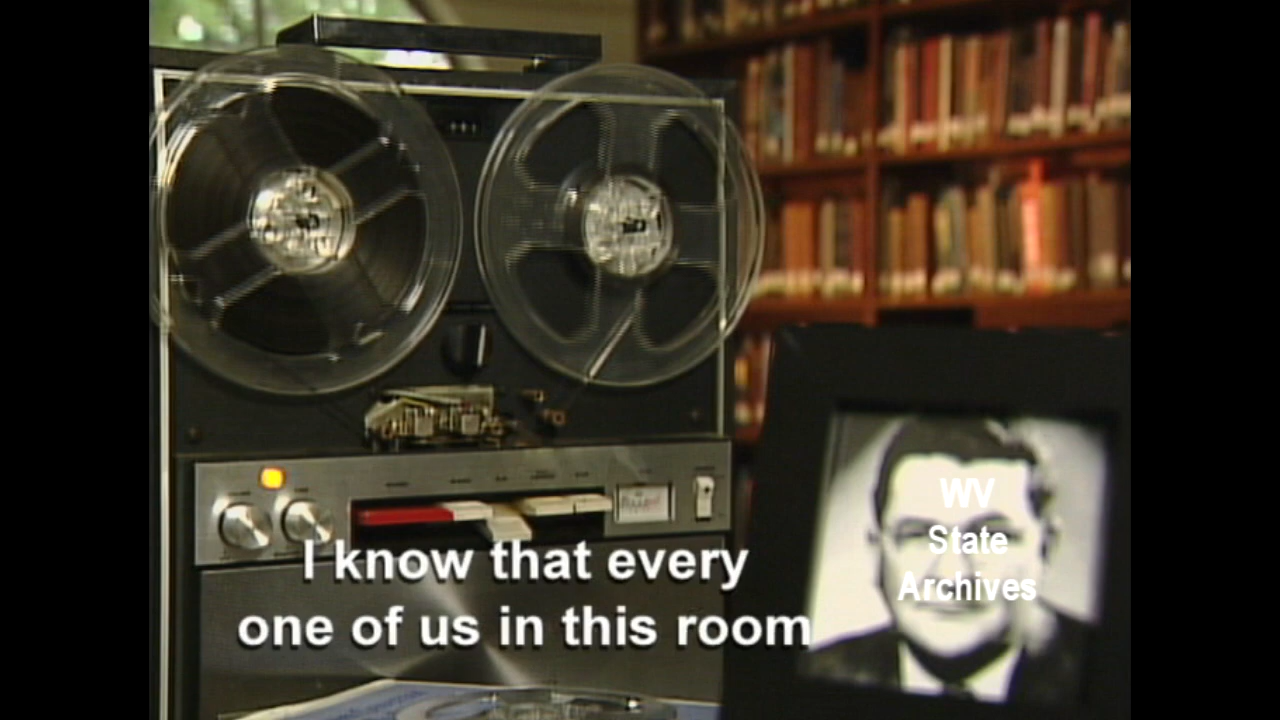 WV
State
Archives
I know that every
one of us in this room